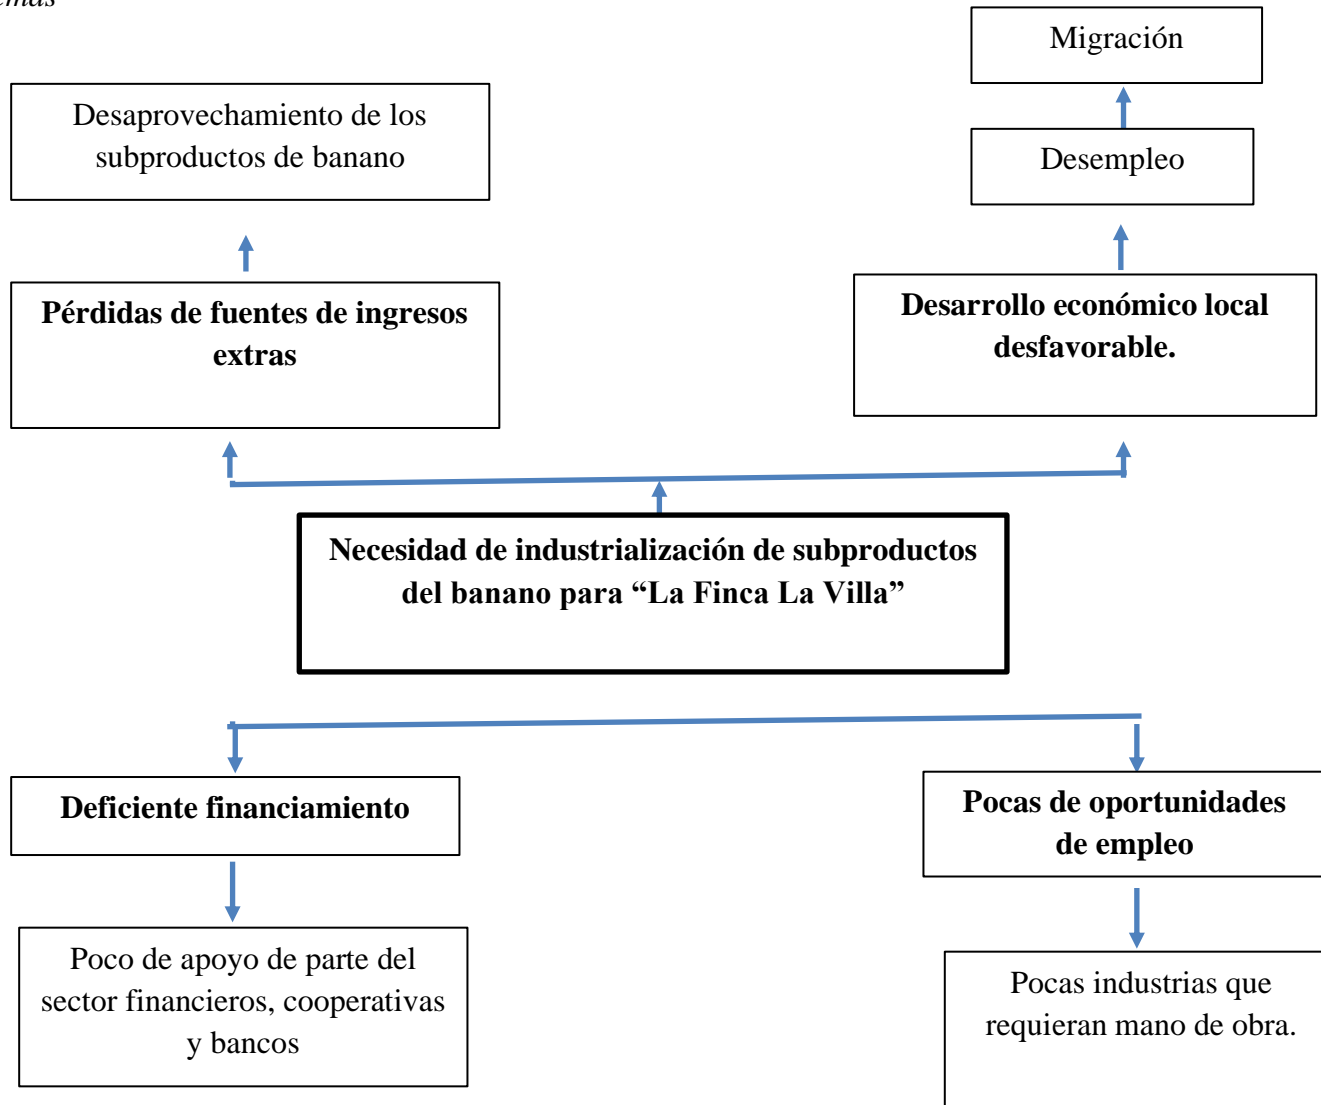 Migración
Desaprovechamiento de los
subproductos de banano
Desempleo
Pérdidas de fuentes de ingresos
extras
Desarrollo económico local
desfavorable.
Necesidad de industrialización de subproductos
del banano para “La Finca La Villa”
Deficiente financiamiento
Pocas de oportunidades
de empleo
Poco de apoyo de parte del
sector financieros, cooperativas
y bancos
Pocas industrias que
requieran mano de obra.